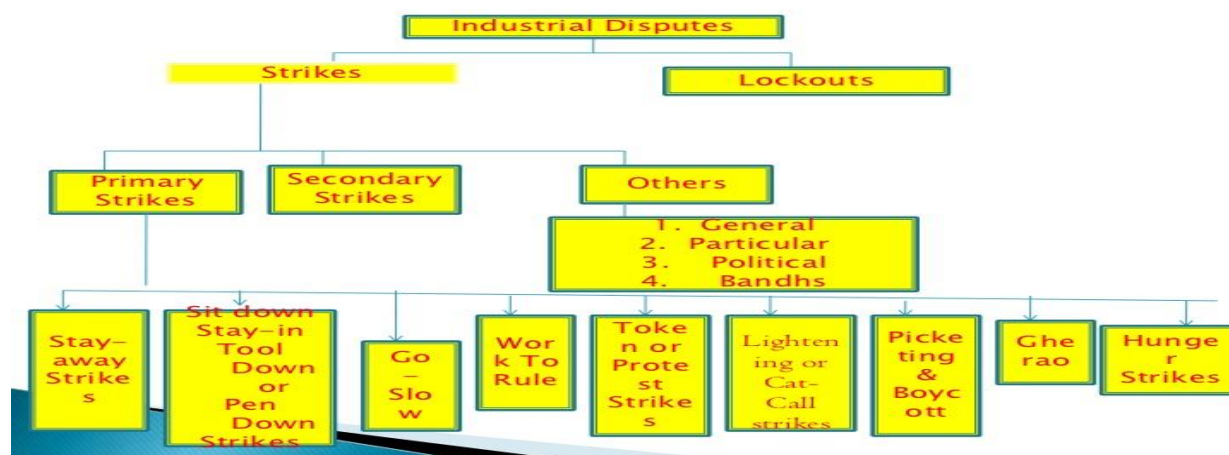 Industrial Disputes
Strikes
Lockouts
Primary
Strikes
Secondary
Strikes
Others
1. General
2. Particular
3. Political
4. Bandhs
Stay-
away
Strike
s
Sit down
Stay-in
Tool
Down
or
Pen
Down
Strikes
Go
-
Slo
w
Wor
k To
Rule
Toke
n or
Protes
t
Strike
s
Lighten
ing or
Cat-
Call
strikes
Picke
ting
&
Boyc
ott
Ghe
rao
Hunge
r
Strikes